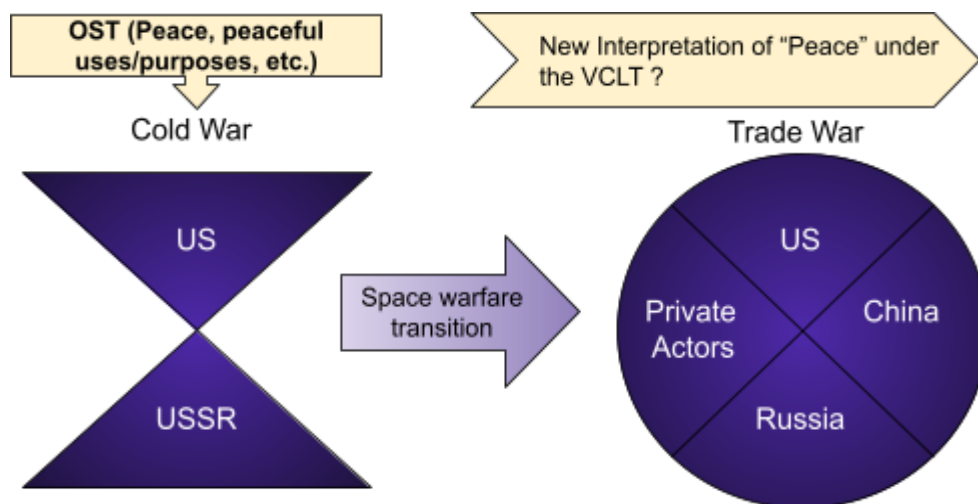 OST (Peace, peaceful
uses/purposes, etc.)
New Interpretation of “Peace” under
the VCLT ?
Cold War
Trade War
US
USSR
Space warfare
transition
US
Private
Actors
China
Russia